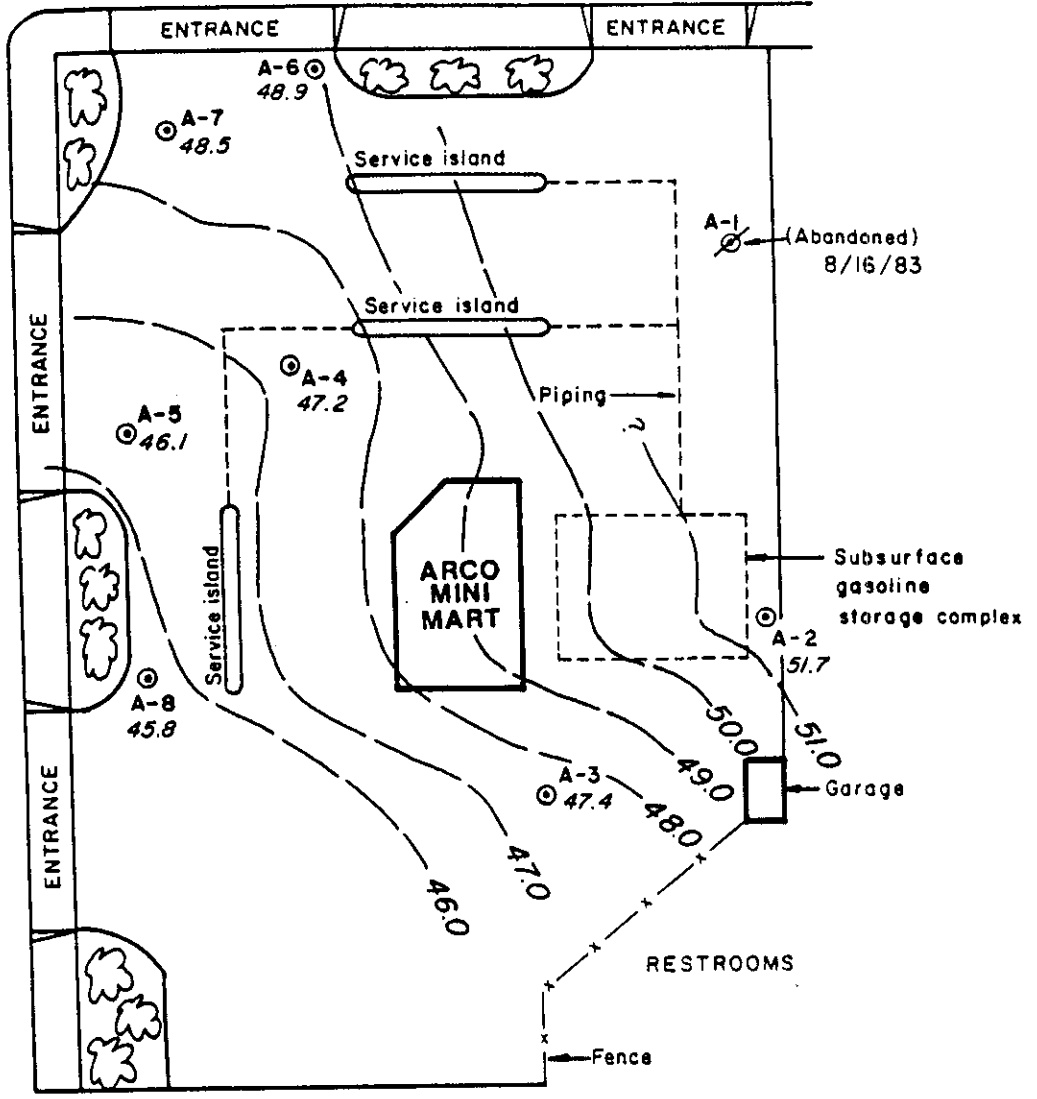 ENTRANCE
ENTRANCE
A-6
48.9
A-7
48.5
Service island
A-1
(Abandoned)
8/16/83
Service island
ENTRANCE
A-4
47.2
Piping
A-5
46.1
?
ARCO
MINI
MART
Service island
Subsurface
gasoline
storage complex
A-2
51.7
A-8
45.8
50.0
51.0
49.0
48.0
47.0
46.0
A-3
47.4
Garage
ENTRANCE
RESTROOMS
Fence